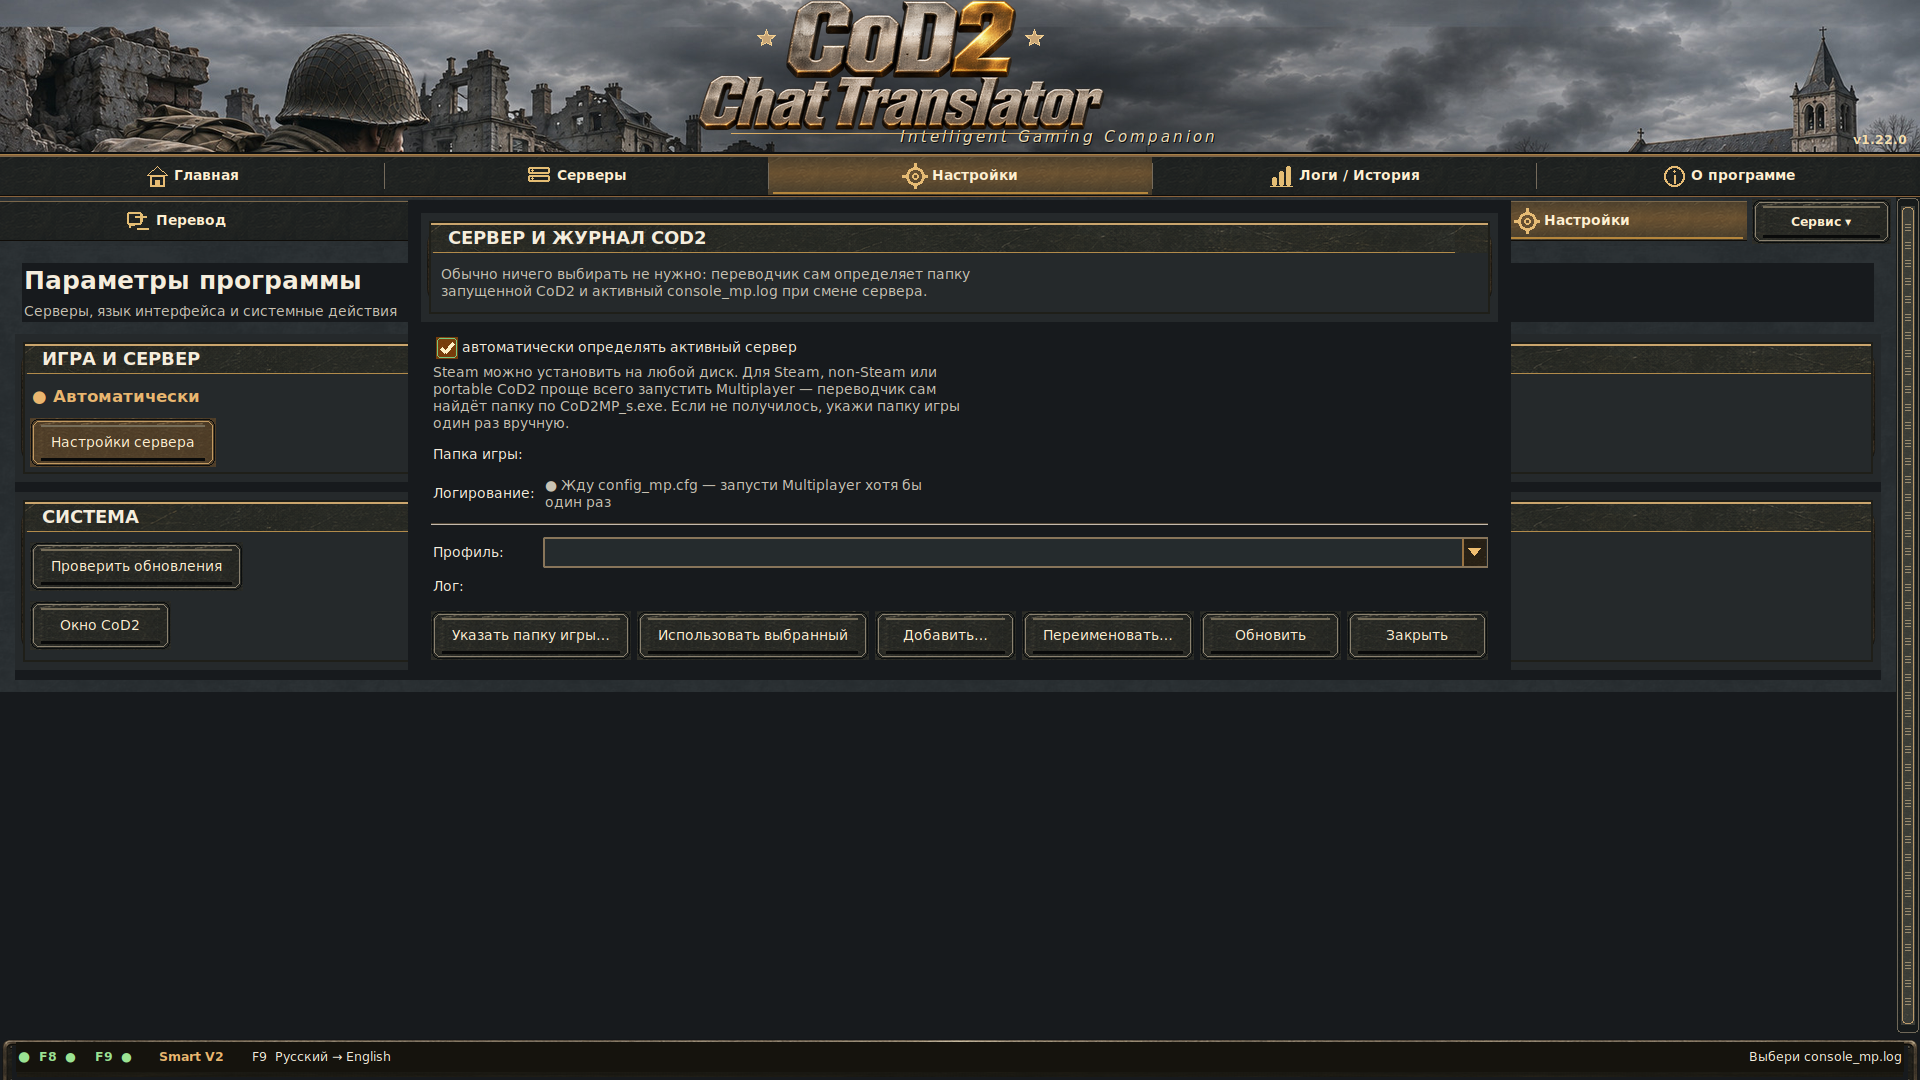 CoD2
Chat Translator
Intelligent Gaming Companion
v1.22.0
Главная
Серверы
Настройки
Логи / История
О программе
Перевод
Настройки
Сервис ▾
Параметры программы
Серверы, язык интерфейса и системные действия
ИГРА И СЕРВЕР
● Автоматически
Настройки сервера
СИСТЕМА
Проверить обновления
Окно CoD2
СЕРВЕР И ЖУРНАЛ COD2
Обычно ничего выбирать не нужно: переводчик сам определяет папку
запущенной CoD2 и активный console_mp.log при смене сервера.
автоматически определять активный сервер
Steam можно установить на любой диск. Для Steam, non-Steam или
portable CoD2 проще всего запустить Multiplayer — переводчик сам
найдёт папку по CoD2MP_s.exe. Если не получилось, укажи папку игры
один раз вручную.
Папка игры:
Логирование:
● Жду config_mp.cfg — запусти Multiplayer хотя бы
один раз
Профиль:
Лог:
Указать папку игры...
Использовать выбранный
Добавить...
Переименовать...
Обновить
Закрыть
● F8 ● F9 ● Smart V2 F9 Русский → English
Выбери console_mp.log